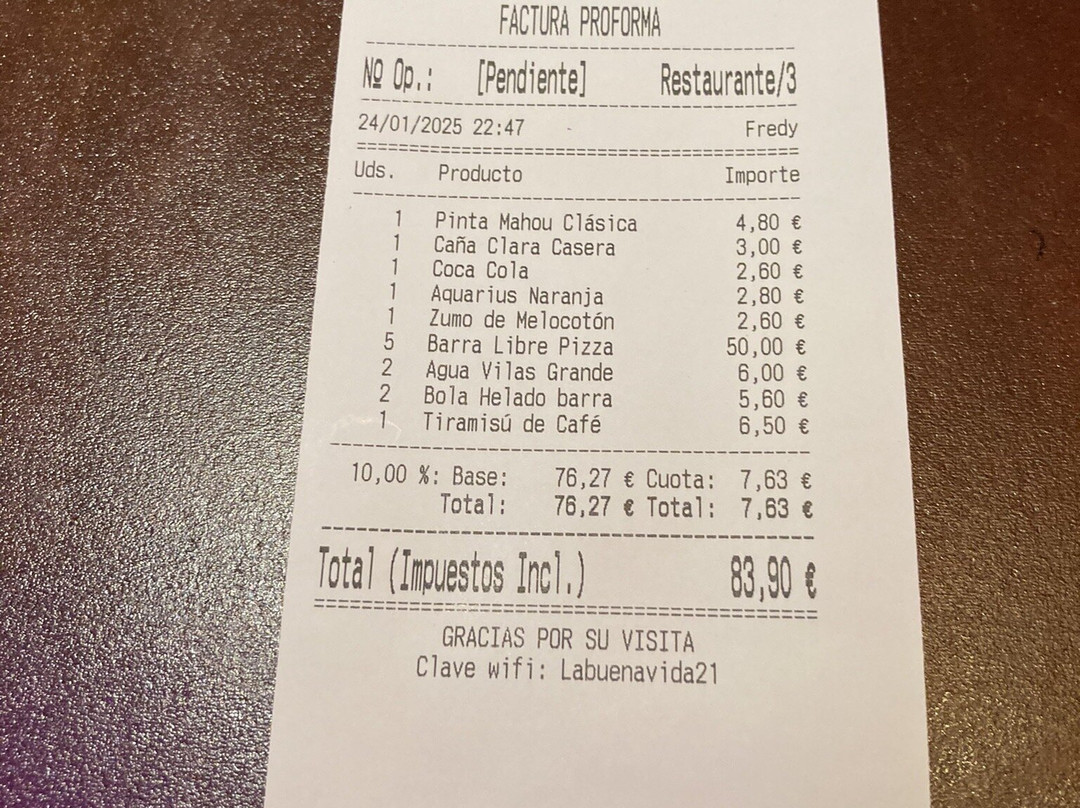 FACTURA PROFORMA
Nº Op.: [Pendiente] Restaurante/3
24/01/2025 22:47 Fredy
Uds. Producto Importe
1 Pinta Mahou Clásica 4,80 €
1 Caña Clara Casera 3,00 €
1 Coca Cola 2,60 €
1 Aquarius Naranja 2,80 €
1 Zumo de Melocotón 2,60 €
5 Barra Libre Pizza 50,00 €
2 Agua Vilas Grande 6,00 €
2 Bola Helado barra 5,60 €
1 Tiramisú de Café 6,50 €
10,00 %: Base: 76,27 € Cuota: 7,63 €
Total: 76,27 € Total: 7,63 €
Total (Impuestos Incl.) 83,90 €
GRACIAS POR SU VISITA
Clave wifi: Labuenavida21